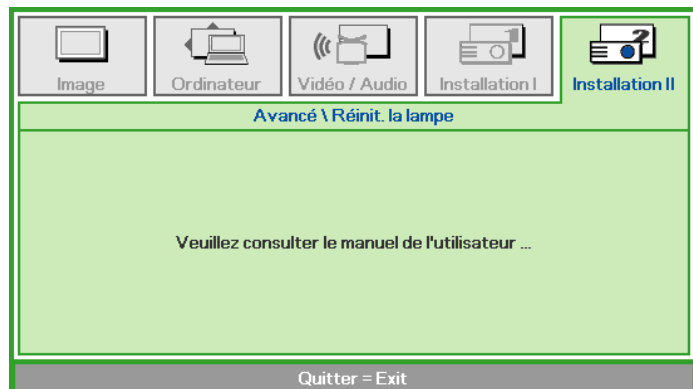 Image
Ordinateur
Vidéo / Audio
Installation I
Installation II
Avancé \ Réinit. la lampe
Veuillez consulter le manuel de l'utilisateur ...
Quitter = Exit